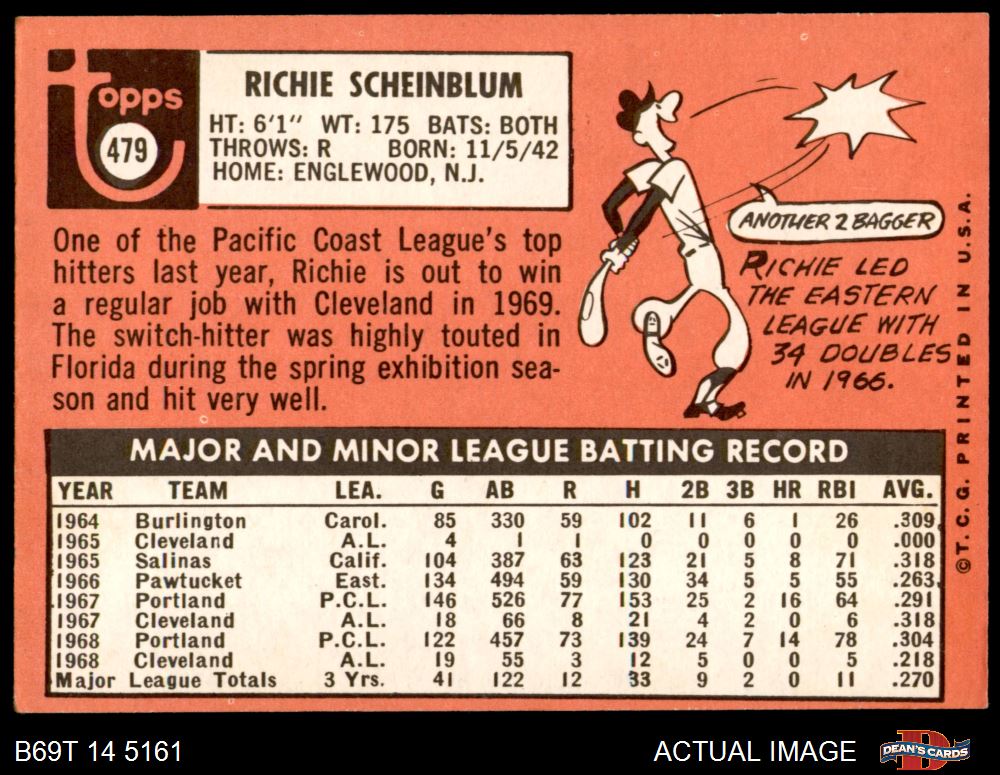 Topps
479
RICHIE SCHEINBLUM
HT: 6'1" WT: 175 BATS: BOTH
THROWS: R BORN: 11/5/42
HOME: ENGLEWOOD, N.J.
One of the Pacific Coast League's top
hitters last year, Richie is out to win
a regular job with Cleveland in 1969.
The switch-hitter was highly touted in
Florida during the spring exhibition sea-
son and hit very well.
ANOTHER 2 BAGGER
RICHIE LED
THE EASTERN
LEAGUE WITH
34 DOUBLES
IN 1966.
©T.C.G. PRINTED IN U.S.A.
MAJOR AND MINOR LEAGUE BATTING RECORD
YEAR TEAM LEA. G AB R H 2B 3B HR RBI AVG.
1964 Burlington Carol. 85 330 59 102 11 6 1 26 .309
1965 Cleveland A.L. 4 1 1 0 0 0 0 0 .000
1965 Salinas Calif. 104 387 63 123 21 5 8 71 .318
1966 Pawtucket East. 134 494 59 130 34 5 5 55 .263
1967 Portland P.C.L. 146 526 77 153 25 2 16 64 .291
1967 Cleveland A.L. 18 66 8 21 4 2 0 6 .318
1968 Portland P.C.L. 122 457 73 139 24 7 14 78 .304
1968 Cleveland A.L. 19 55 3 12 5 0 0 5 .218
Major League Totals 3 Yrs. 41 122 12 33 9 2 0 11 .270
B69T 14 5161
ACTUAL IMAGE
DEAN'S CARDS